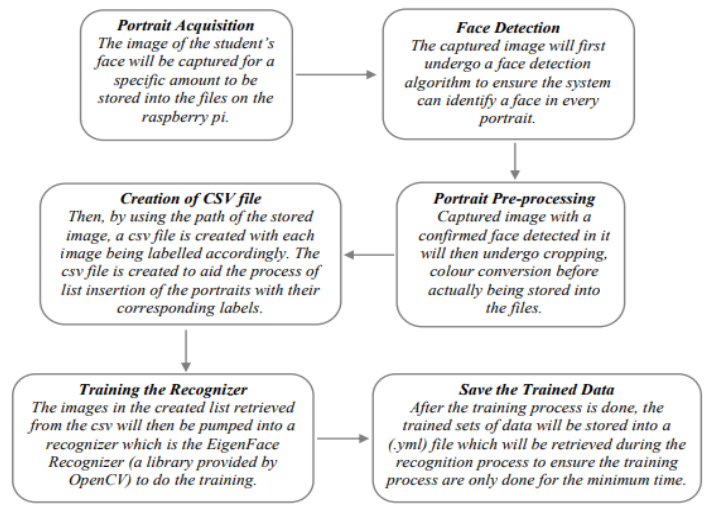 Portrait Acquisition
The image of the student's
face will be captured for a
specific amount to be
stored into the files on the
raspberry pi.
Face Detection
The captured image will first
undergo a face detection
algorithm to ensure the system
can identify a face in every
portrait.
Portrait Pre-processing
Captured image with a
confirmed face detected in it
will then undergo cropping,
colour conversion before
actually being stored into
the files.
Creation of CSV file
Then, by using the path of the stored
image, a csv file is created with each
image being labelled accordingly. The
csv file is created to aid the process of
list insertion of the portraits with their
corresponding labels.
Training the Recognizer
The images in the created list retrieved
from the csv will then be pumped into a
recognizer which is the EigenFace
Recognizer (a library provided by
OpenCV) to do the training.
Save the Trained Data
After the training process is done, the
trained sets of data will be stored into a
(.yml) file which will be retrieved during the
recognition process to ensure the training
process are only done for the minimum time.